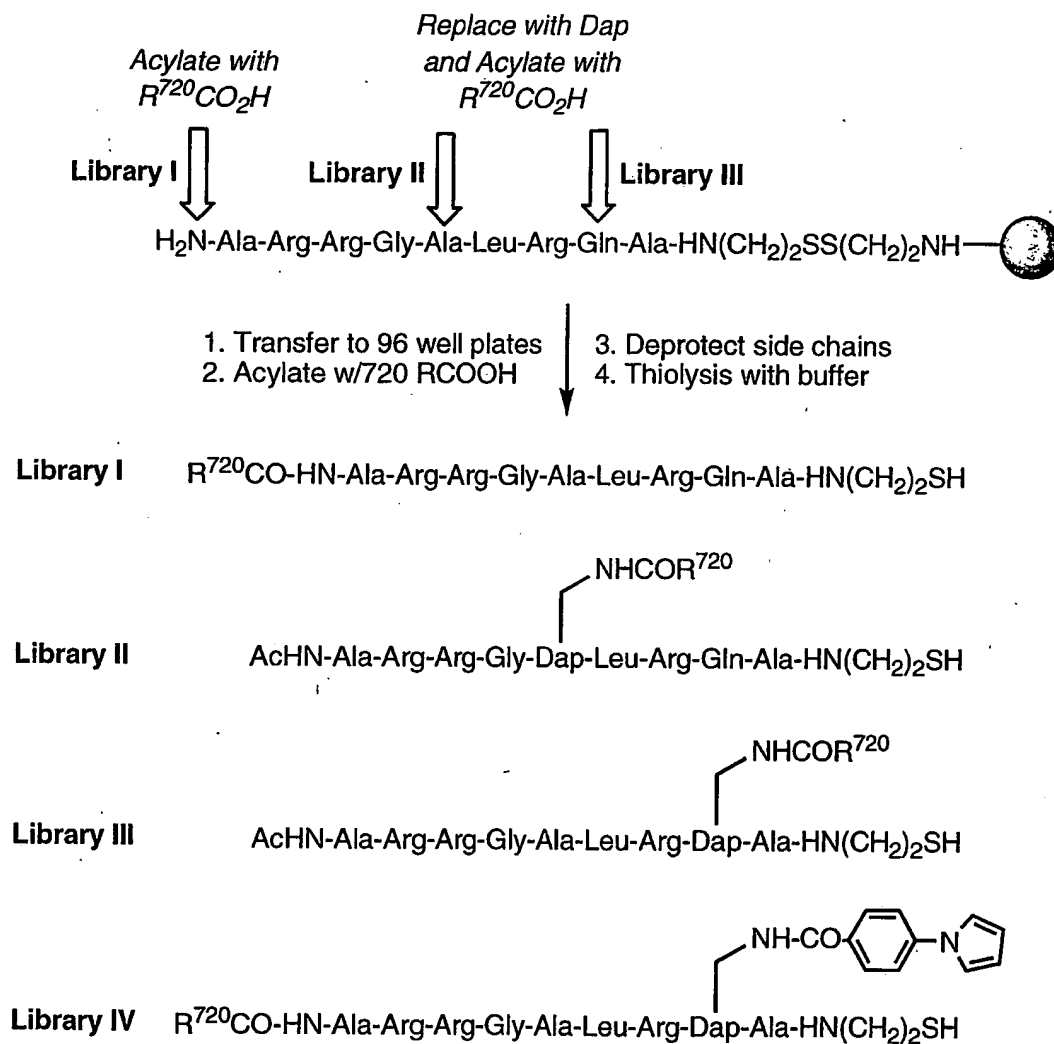 Acylate with
R⁷²⁰CO₂H
Replace with Dap
and Acylate with
R⁷²⁰CO₂H
Library I
Library II
Library III
H₂N-Ala-Arg-Arg-Gly-Ala-Leu-Arg-Gln-Ala-HN(CH₂)₂SS(CH₂)₂NH
1. Transfer to 96 well plates
2. Acylate w/720 RCOOH
3. Deprotect side chains
4. Thiolysis with buffer
Library I R⁷²⁰CO-HN-Ala-Arg-Arg-Gly-Ala-Leu-Arg-Gln-Ala-HN(CH₂)₂SH
NHCOR⁷²⁰
Library II AcHN-Ala-Arg-Arg-Gly-Dap-Leu-Arg-Gln-Ala-HN(CH₂)₂SH
NHCOR⁷²⁰
Library III AcHN-Ala-Arg-Arg-Gly-Ala-Leu-Arg-Dap-Ala-HN(CH₂)₂SH
NH-CO N
Library IV R⁷²⁰CO-HN-Ala-Arg-Arg-Gly-Ala-Leu-Arg-Dap-Ala-HN(CH₂)₂SH